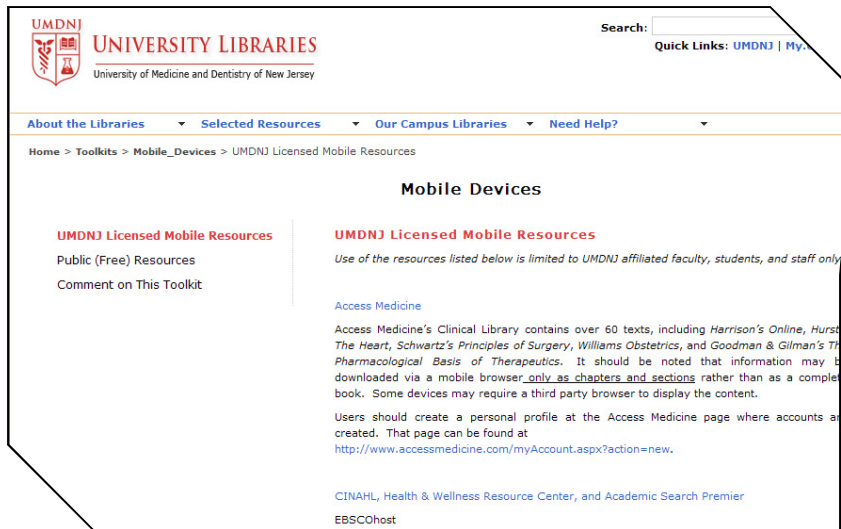 UMDNJ
UNIVERSITY LIBRARIES
University of Medicine and Dentistry of New Jersey
Search:
Quick Links: UMDNJ | My.
About the Libraries Selected Resources Our Campus Libraries Need Help?
Home > Toolkits > Mobile_Devices > UMDNJ Licensed Mobile Resources
Mobile Devices
UMDNJ Licensed Mobile Resources
Public (Free) Resources
Comment on This Toolkit
UMDNJ Licensed Mobile Resources
Use of the resources listed below is limited to UMDNJ affiliated faculty, students, and staff only
Access Medicine
Access Medicine's Clinical Library contains over 60 texts, including Harrison's Online, Hurst
The Heart, Schwartz's Principles of Surgery, Williams Obstetrics, and Goodman & Gilman's Th
Pharmacological Basis of Therapeutics. It should be noted that information may b
downloaded via a mobile browser only as chapters and sections rather than as a complet
book. Some devices may require a third party browser to display the content.
Users should create a personal profile at the Access Medicine page where accounts ar
created. That page can be found at
http://www.accessmedicine.com/myAccount.aspx?action=new.
CINAHL, Health & Wellness Resource Center, and Academic Search Premier
EBSCOhost